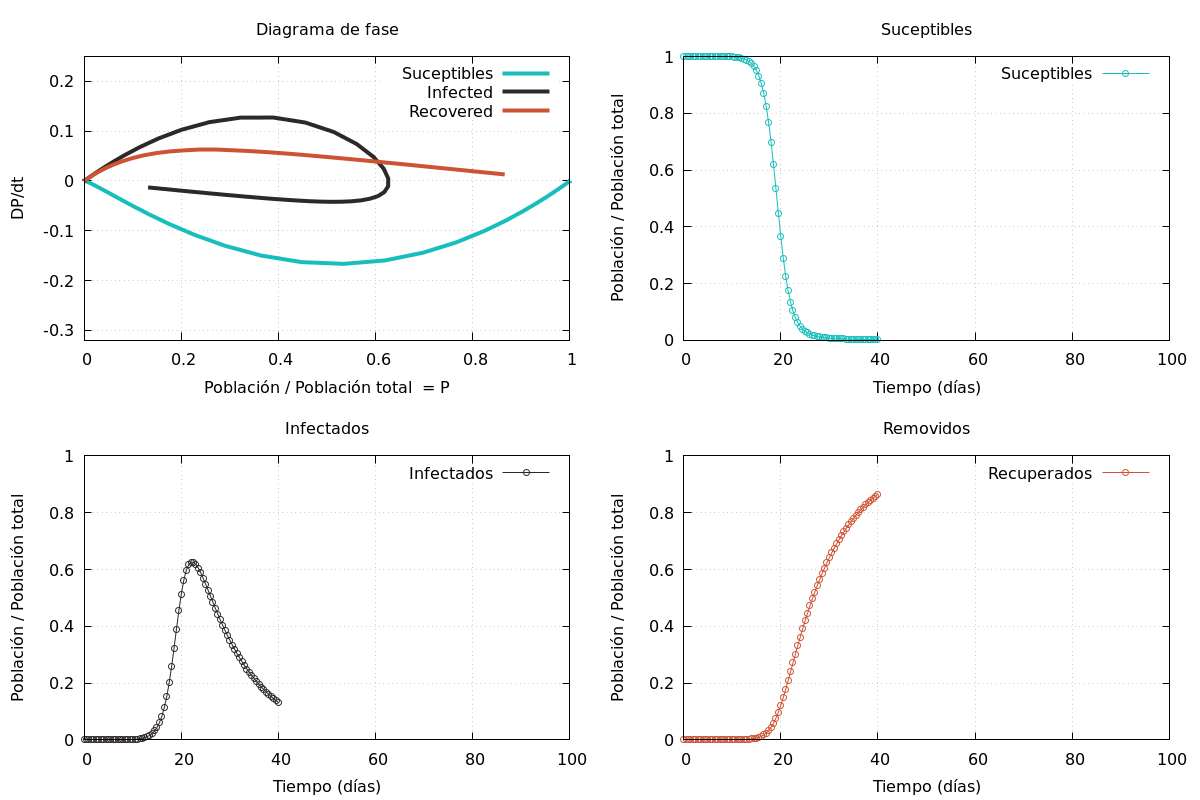 Diagrama de fase
Suceptibles
Infected
Recovered
0.2
0.1
0
-0.1
-0.2
-0.3
DP/dt
0 0.2 0.4 0.6 0.8 1
Población / Población total = P
Suceptibles
Suceptibles
1
0.8
0.6
0.4
0.2
0
Población / Población total
0 20 40 60 80 100
Tiempo (días)
Infectados
Infectados
1
0.8
0.6
0.4
0.2
0
Población / Población total
0 20 40 60 80 100
Tiempo (días)
Removidos
Recuperados
1
0.8
0.6
0.4
0.2
0
Población / Población total
0 20 40 60 80 100
Tiempo (días)